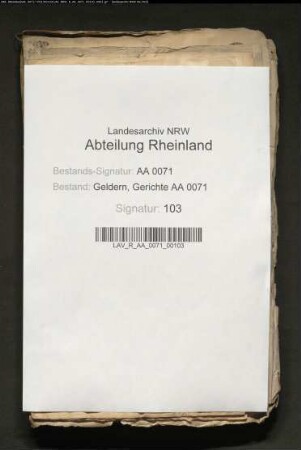 Landesarchiv NRW
Abteilung Rheinland
Bestands-Signatur: AA 0071
Bestand: Geldern, Gerichte AA 0071
Signatur: 103
LAV_R_AA_0071_00103